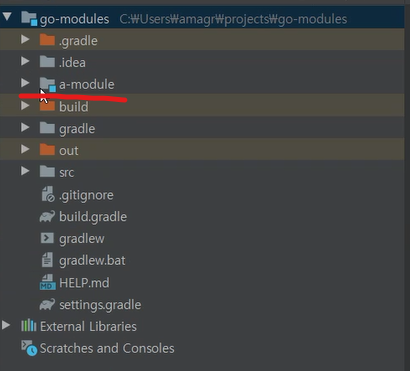 go-modules C:₩Users₩amagr₩projects₩go-modules
.gradle
.idea
a-module
build
gradle
out
src
.gitignore
build.gradle
gradlew
gradlew.bat
MD HELP.md
settings.gradle
External Libraries
Scratches and Consoles